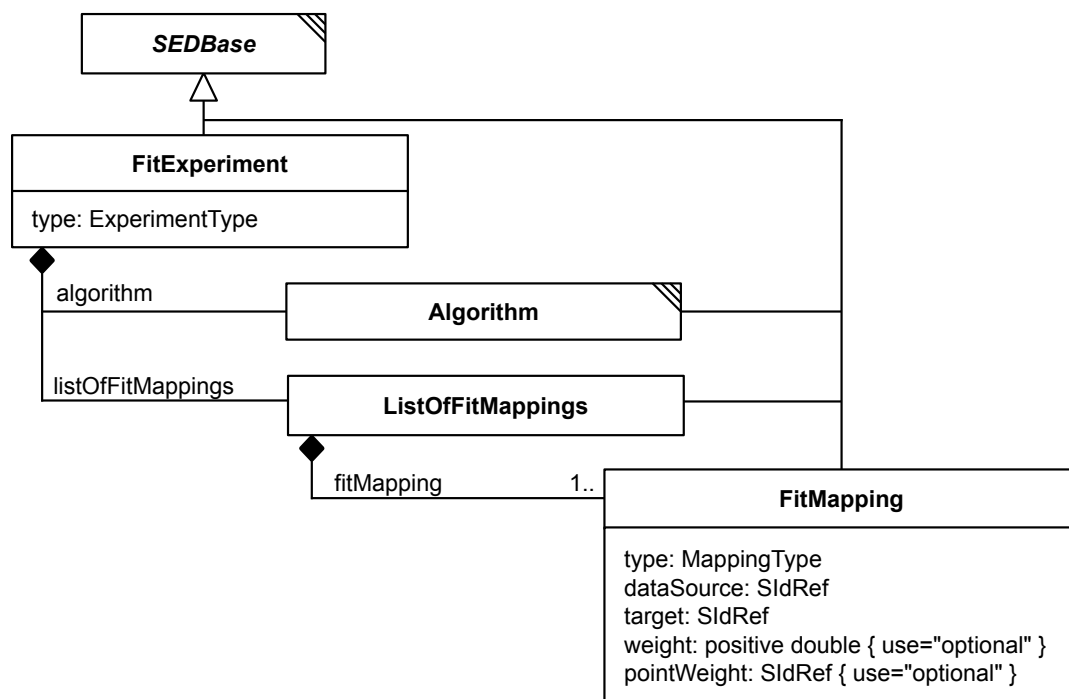 SEDBase
FitExperiment
type: ExperimentType
algorithm
Algorithm
listOfFitMappings
ListOfFitMappings
fitMapping
1..
FitMapping
type: MappingType
dataSource: SIdRef
target: SIdRef
weight: positive double { use="optional" }
pointWeight: SIdRef { use="optional" }